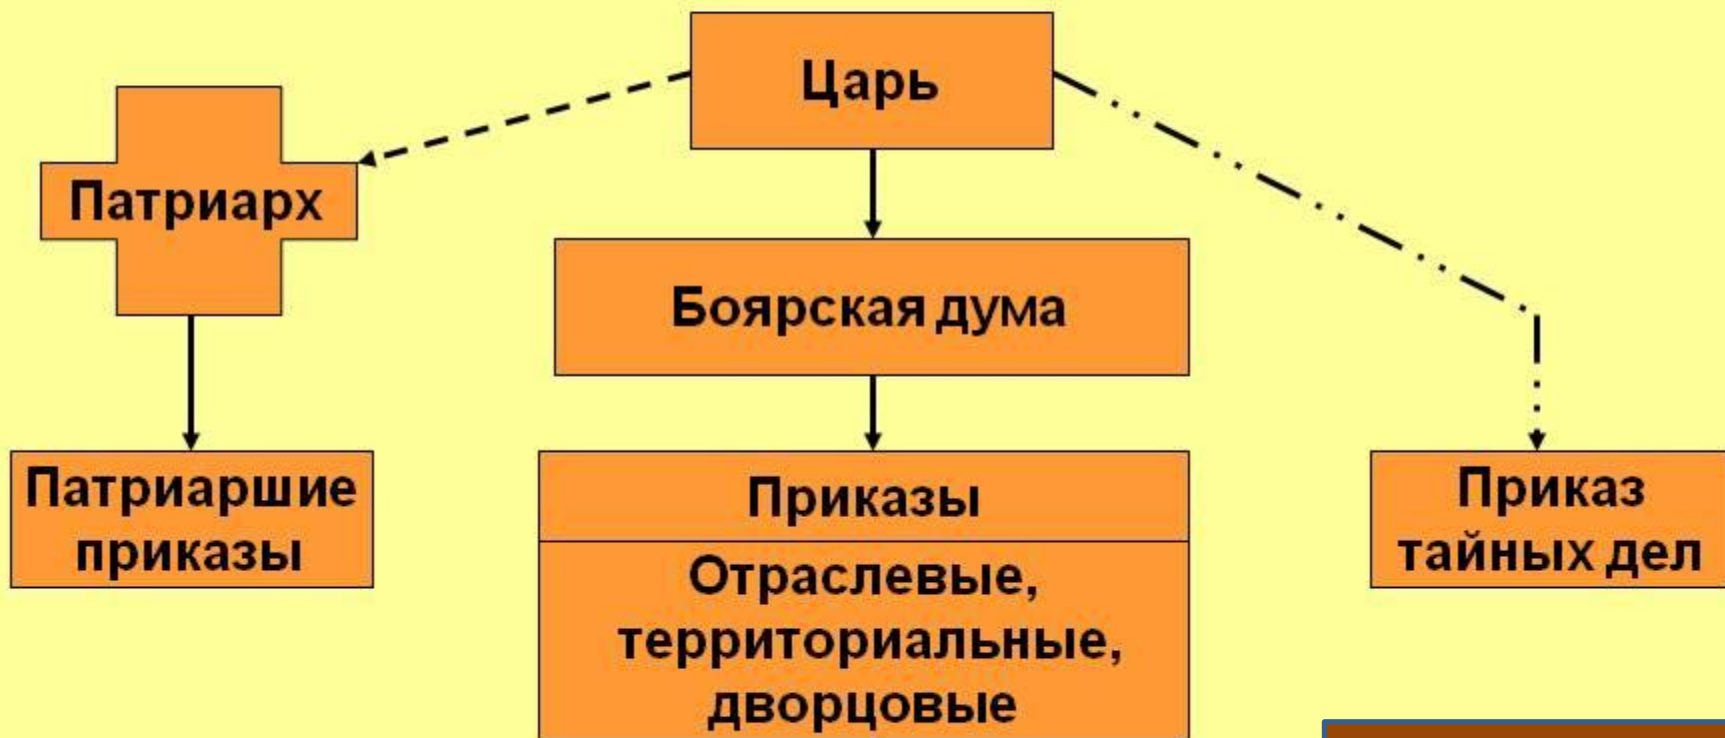 Царь
Патриарх
Боярская дума
Патриаршие
приказы
Приказы
Отраслевые,
территориальные,
дворцовые
Приказ
тайных дел